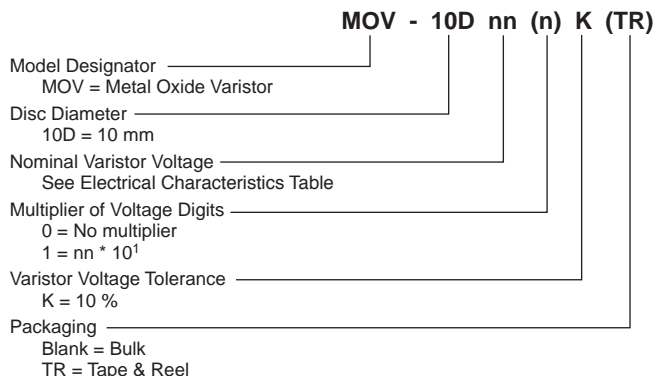 MOV - 10D nn (n) K (TR)
Model Designator
MOV = Metal Oxide Varistor
Disc Diameter
10D = 10 mm
Nominal Varistor Voltage
See Electrical Characteristics Table
Multiplier of Voltage Digits
0 = No multiplier
1 = nn * 10¹
Varistor Voltage Tolerance
K = 10 %
Packaging
Blank = Bulk
TR = Tape & Reel